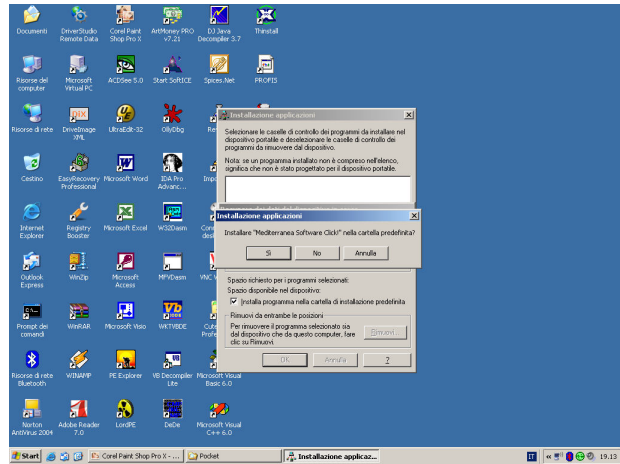 Documenti
DriverStudio
Remote Data
Corel Paint
Shop Pro X
ArtMoney PRO
v7.21
DJ Java
Decompiler 3.7
Thinstall
Risorse del
computer
Microsoft
Virtual PC
ACDSee 5.0
Start SoftICE
Spices.Net
PROFIS
Risorse di rete
DriveImage
XML
UltraEdit-32
OllyDbg
Cestino
EasyRecovery
Professional
Microsoft Word
IDA Pro
Advanc...
Internet
Explorer
Registry
Booster
Microsoft Excel
W32Dasm
Outlook
Express
WinZip
Microsoft
Access
MFVDasm
Prompt dei
comandi
WinRAR
Microsoft Visio
WKTVBDE
Risorse di rete
Bluetooth
WINAMP
PE Explorer
VB Decompiler
Lite
Microsoft Visual
Basic 6.0
Norton
AntiVirus 2004
Adobe Reader
7.0
LordPE
DeDe
Microsoft Visual
C++ 6.0
Installazione applicazioni
Selezionare le caselle di controllo dei programmi da installare nel
dispositivo portatile e deselezionare le caselle di controllo dei
programmi da rimuovere dal dispositivo.
Nota: se un programma installato non è compreso nell'elenco,
significa che non è stato progettato per il dispositivo portatile.
Installazione applicazioni
Installare "Mediterranea Software Click!" nella cartella predefinita?
Sì
No
Annulla
Spazio richiesto per i programmi selezionati:
Spazio disponibile nel dispositivo:
Installa programma nella cartella di installazione predefinita
Rimuovi da entrambe le posizioni
Per rimuovere il programma selezionato sia
dal dispositivo che da questo computer, fare
clic su Rimuovi.
Rimuovi...
OK
Annulla
?
Start
Corel Paint Shop Pro X - ...
Pocket
Installazione applicaz...
IT
«
19.13